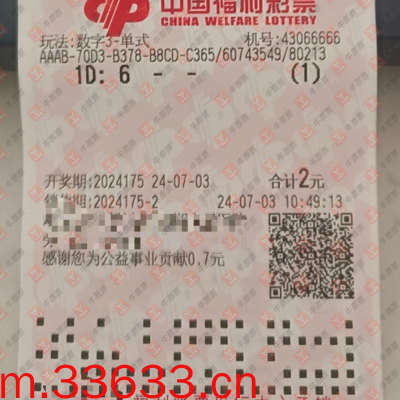 中国福利彩票
CHINA WELFARE LOTTERY
玩法:数字3-单式 机号:43066666
AAAB-70D3-B378-B8CD-C365/60743549/80213
1D: 6 - - (1)
开奖期:2024175 24-07-03 合计2元
销售期:2024175-2 24-07-03 10:49:13
感谢您为公益事业贡献0.7元
m.33633.cn